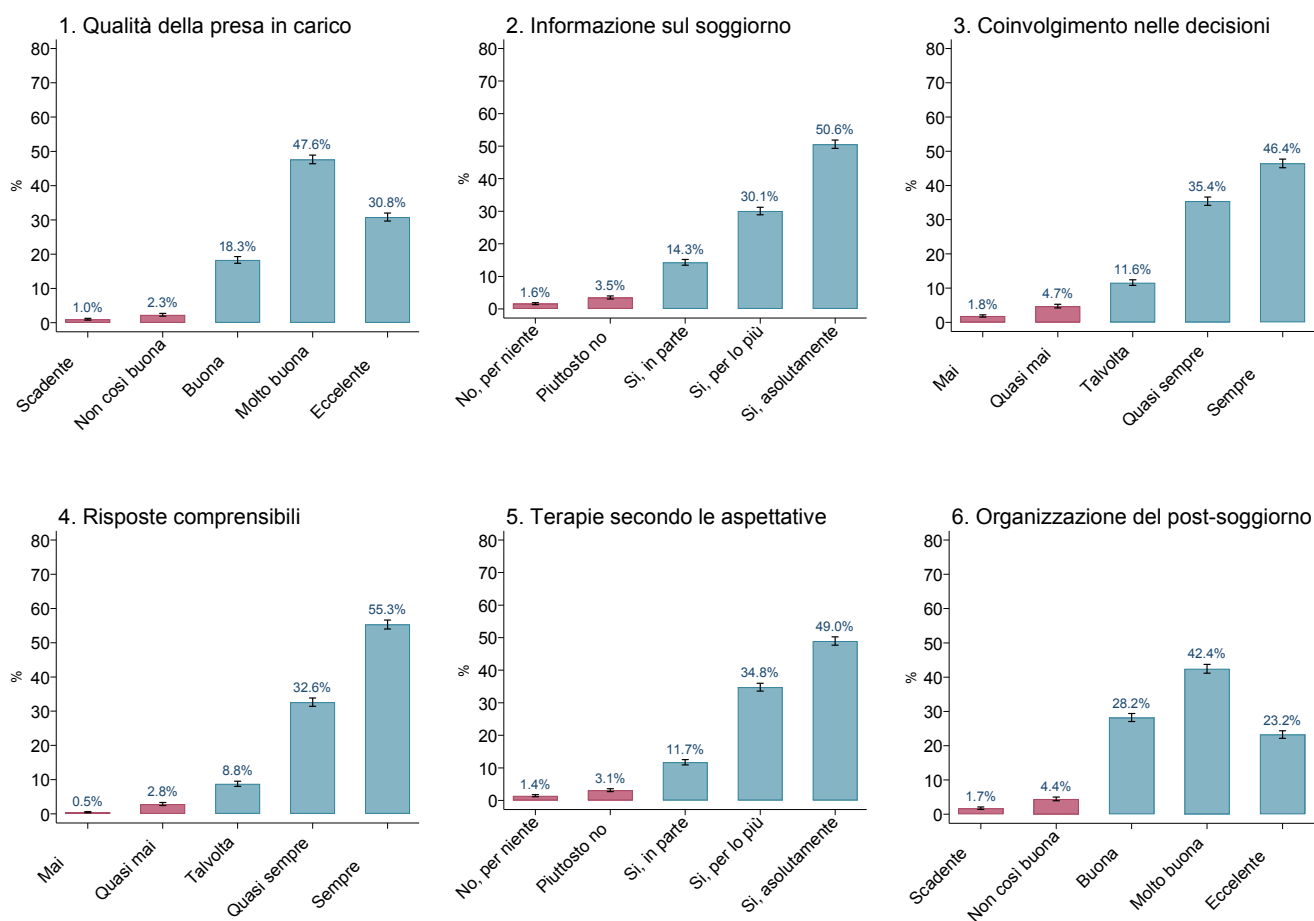 1. Qualità della presa in carico
80
70
60
50
40
30
20
10
0
%
1.0%
2.3%
18.3%
47.6%
30.8%
Scadente
Non così buona
Buona
Molto buona
Eccelente
2. Informazione sul soggiorno
80
70
60
50
40
30
20
10
0
%
1.6%
3.5%
14.3%
30.1%
50.6%
No, per niente
Piuttosto no
Si, in parte
Si, per lo più
Si, asolutamente
3. Coinvolgimento nelle decisioni
80
70
60
50
40
30
20
10
0
%
1.8%
4.7%
11.6%
35.4%
46.4%
Mai
Quasi mai
Talvolta
Quasi sempre
Sempre
4. Risposte comprensibili
80
70
60
50
40
30
20
10
0
%
0.5%
2.8%
8.8%
32.6%
55.3%
Mai
Quasi mai
Talvolta
Quasi sempre
Sempre
5. Terapie secondo le aspettative
80
70
60
50
40
30
20
10
0
%
1.4%
3.1%
11.7%
34.8%
49.0%
No, per niente
Piuttosto no
Si, in parte
Si, per lo più
Si, asolutamente
6. Organizzazione del post-soggiorno
80
70
60
50
40
30
20
10
0
%
1.7%
4.4%
28.2%
42.4%
23.2%
Scadente
Non così buona
Buona
Molto buona
Eccelente